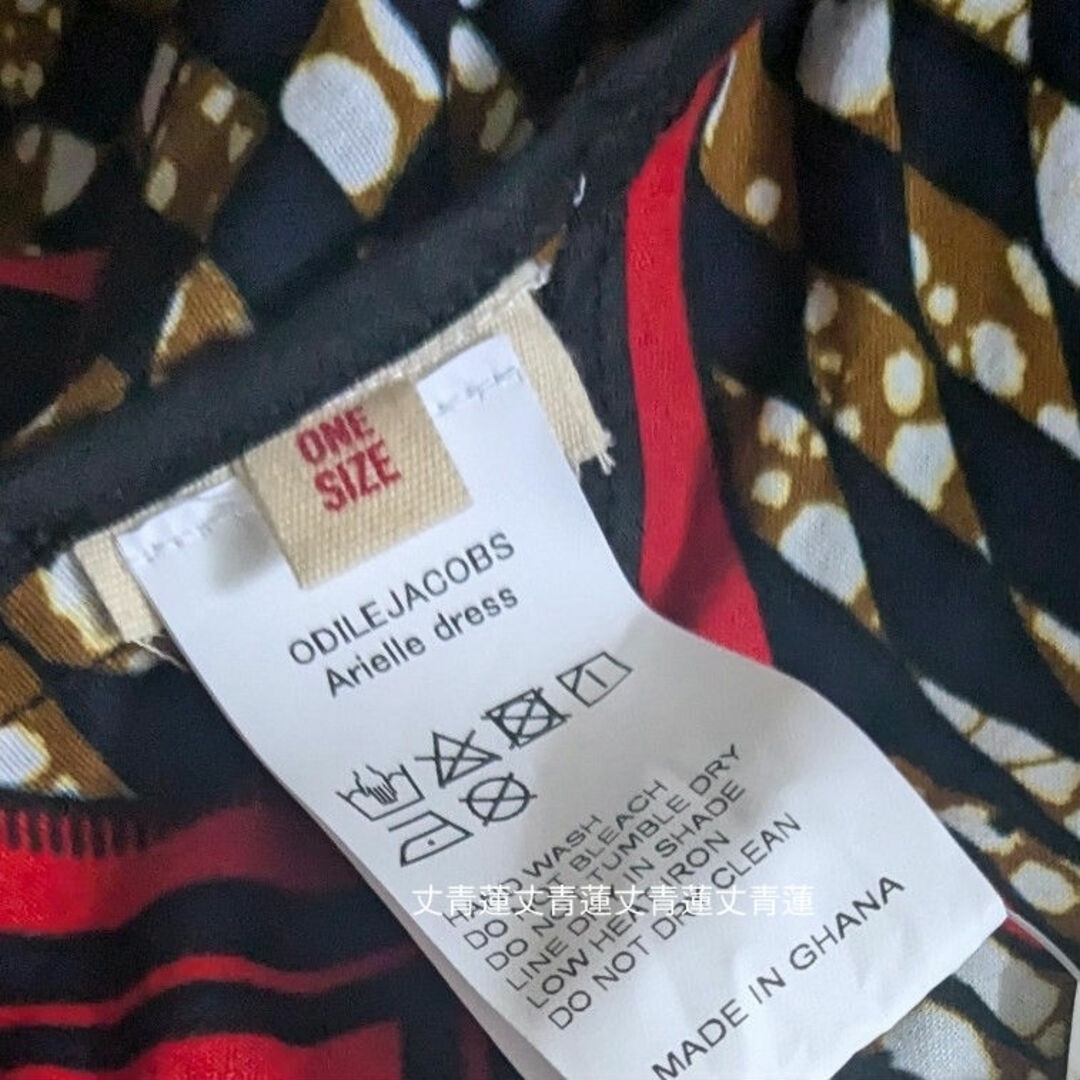 ONE
SIZE
ODILEJACOBS
Arielle dress
HAND WASH
DO NOT BLEACH
DO NOT TUMBLE DRY
LINE DRY IN SHADE
LOW HEAT IRON
DO NOT DRY CLEAN
丈青蓮丈青蓮丈青蓮丈青蓮
MADE IN GHANA